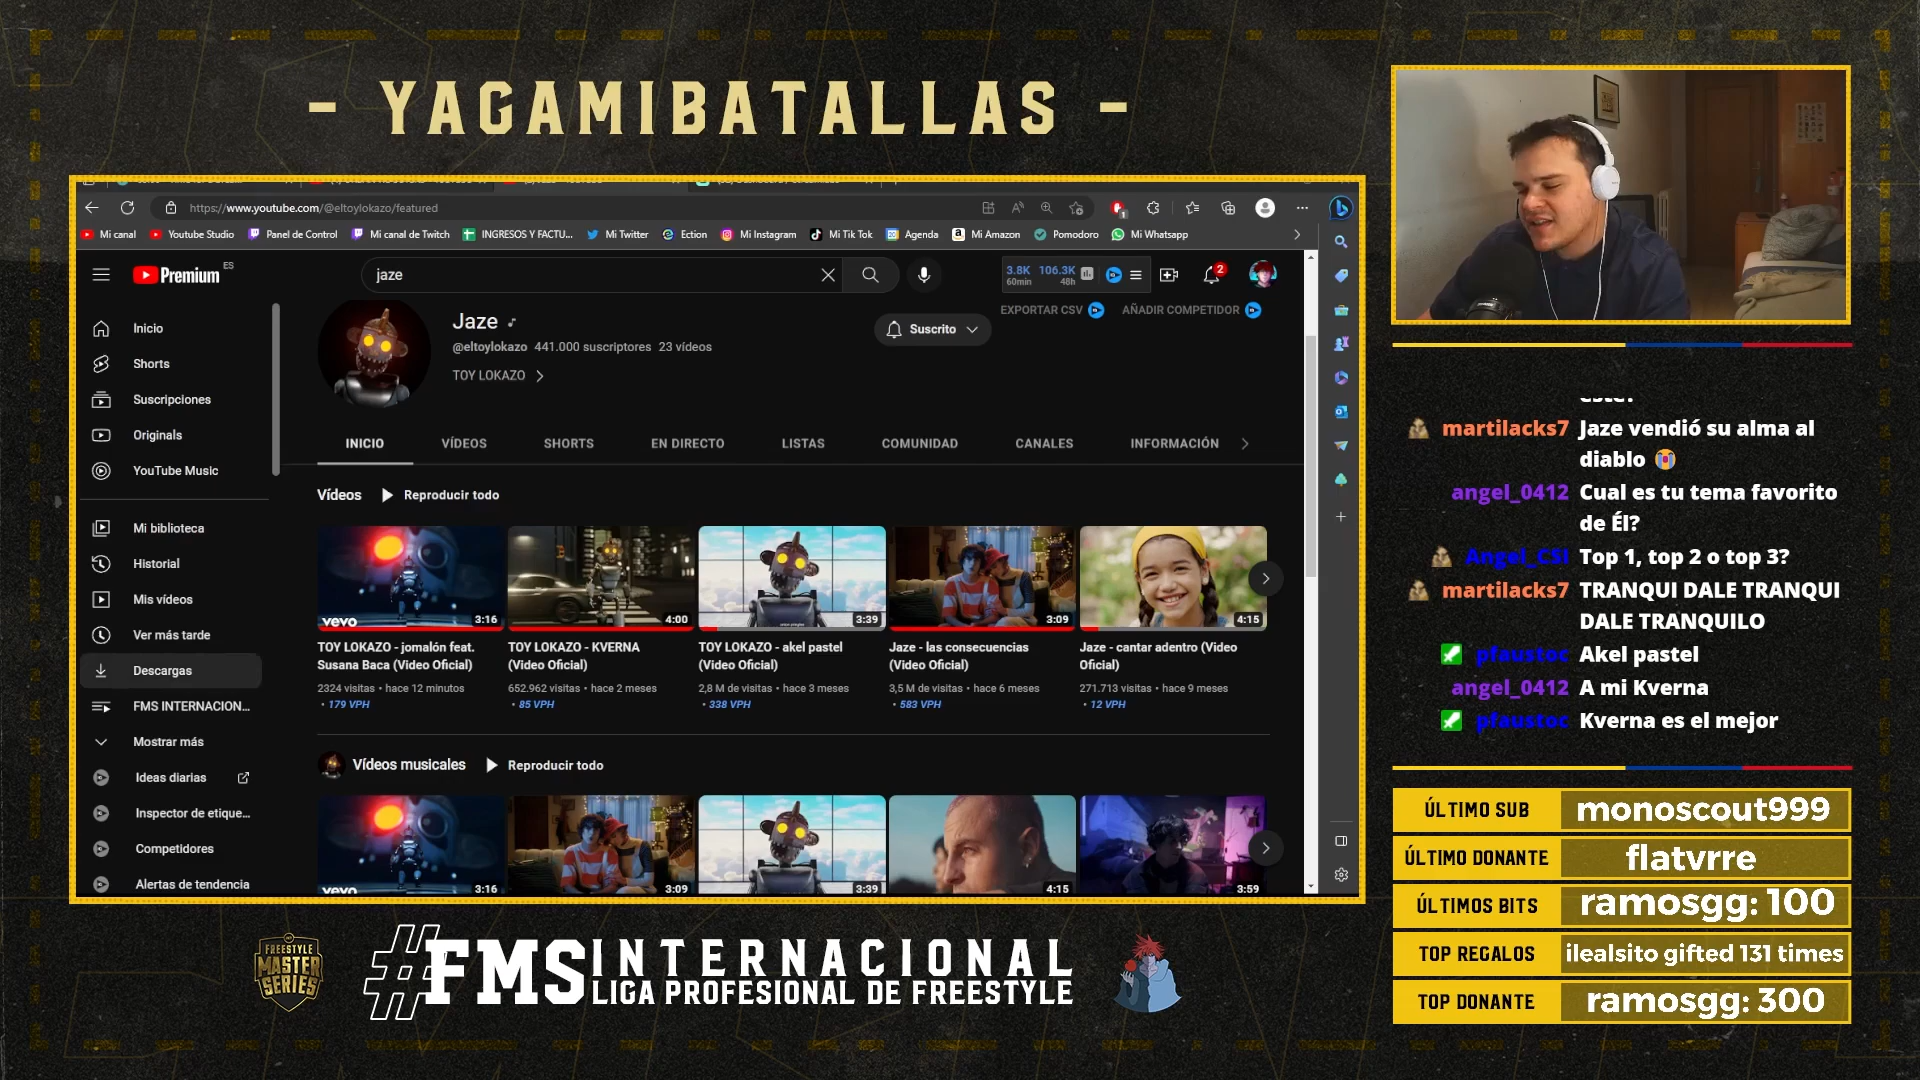 - YAGAMIBATALLAS -
https://www.youtube.com/@eltoylokazo/featured
1
Mi canal
Youtube Studio
Panel de Control
Mi canal de Twitch
INGRESOS Y FACTU...
Mi Twitter
Ection
Mi Instagram
Mi Tik Tok
Agenda
Mi Amazon
Pomodoro
Mi Whatsapp
Premium ES
jaze
3.8K 106.3K
60min 48h
2
EXPORTAR CSV
AÑADIR COMPETIDOR
Inicio
Shorts
Suscripciones
Originals
YouTube Music
Mi biblioteca
Historial
Mis vídeos
Ver más tarde
Descargas
FMS INTERNACION...
Mostrar más
Ideas diarias
Inspector de etique...
Competidores
Alertas de tendencia
Jaze
@eltoylokazo 441.000 suscriptores 23 vídeos
TOY LOKAZO
Suscrito
INICIO VÍDEOS SHORTS EN DIRECTO LISTAS COMUNIDAD CANALES INFORMACIÓN
Vídeos Reproducir todo
vevo 3:16 4:00 3:39 3:09 4:15
TOY LOKAZO - jomalón feat.
Susana Baca (Video Oficial)
2324 visitas • hace 12 minutos
• 179 VPH
TOY LOKAZO - KVERNA
(Video Oficial)
652.962 visitas • hace 2 meses
• 85 VPH
TOY LOKAZO - akel pastel
(Video Oficial)
2,8 M de visitas • hace 3 meses
• 338 VPH
Jaze - las consecuencias
(Video Oficial)
3,5 M de visitas • hace 6 meses
• 583 VPH
Jaze - cantar adentro (Video
Oficial)
271.713 visitas • hace 9 meses
• 12 VPH
Vídeos musicales Reproducir todo
vevo 3:16 3:09 3:39 4:15 3:59
martilacks7 Jaze vendió su alma al
diablo 😭
angel_0412 Cual es tu tema favorito
de Él?
Angel_CSI Top 1, top 2 o top 3?
martilacks7 TRANQUI DALE TRANQUI
DALE TRANQUILO
pfaustoc Akel pastel
angel_0412 A mi Kverna
pfaustoc Kverna es el mejor
ÚLTIMO SUB monoscout999
ÚLTIMO DONANTE flatvrre
ÚLTIMOS BITS ramosgg: 100
TOP REGALOS ilealsito gifted 131 times
TOP DONANTE ramosgg: 300
FREESTYLE
MASTER
SERIES
#FMS INTERNACIONAL
LIGA PROFESIONAL DE FREESTYLE